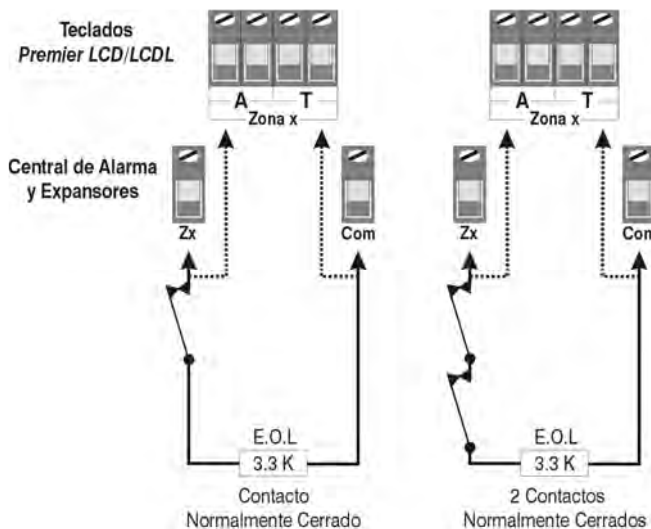 Teclados
Premier LCD/LCDL
A T
Zona x
A T
Zona x
Central de Alarma
y Expansores
Zx
Com
Zx
Com
E.O.L
3.3 K
Contacto
Normalmente Cerrado
E.O.L
3.3 K
2 Contactos
Normalmente Cerrados